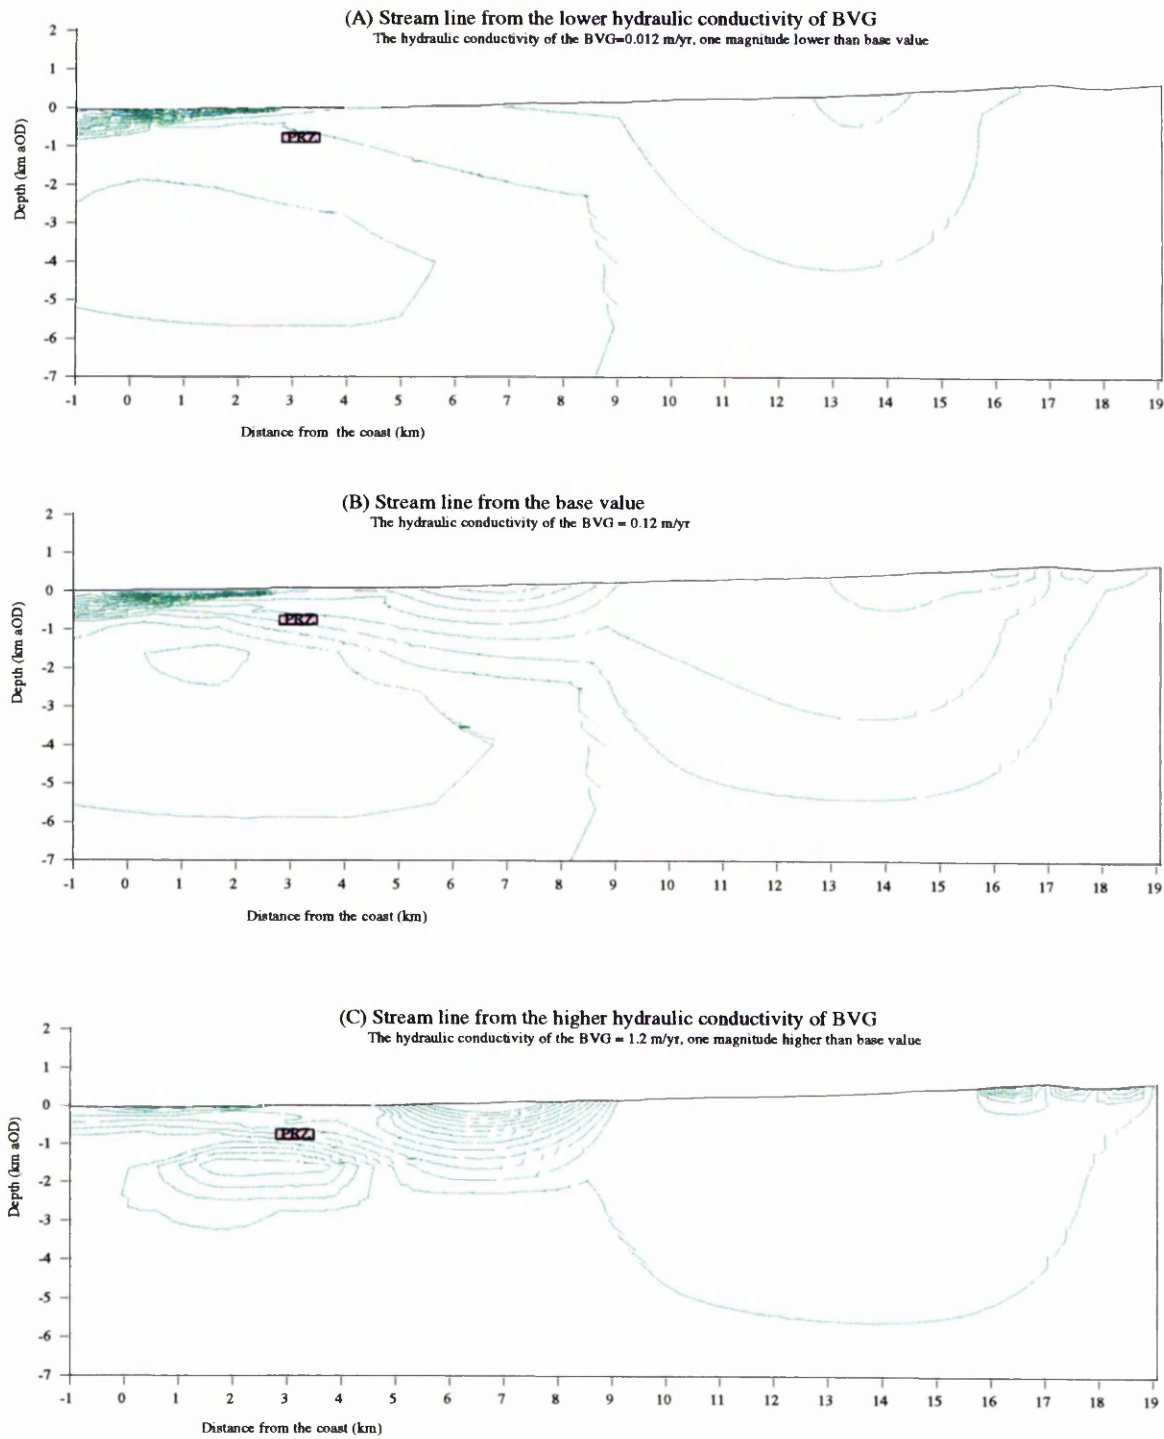 (A) Stream line from the lower hydraulic conductivity of BVG
The hydraulic conductivity of the BVG=0.012 m/yr, one magnitude lower than base value
2
1
0
-1
-2
-3
-4
-5
-6
-7
Depth (km aOD)
PRZ
-1 0 1 2 3 4 5 6 7 8 9 10 11 12 13 14 15 16 17 18 19
Distance from the coast (km)
(B) Stream line from the base value
The hydraulic conductivity of the BVG = 0.12 m/yr
2
1
0
-1
-2
-3
-4
-5
-6
-7
Depth (km aOD)
PRZ
-1 0 1 2 3 4 5 6 7 8 9 10 11 12 13 14 15 16 17 18 19
Distance from the coast (km)
(C) Stream line from the higher hydraulic conductivity of BVG
The hydraulic conductivity of the BVG = 1.2 m/yr, one magnitude higher than base value
2
1
0
-1
-2
-3
-4
-5
-6
-7
Depth (km aOD)
PRZ
-1 0 1 2 3 4 5 6 7 8 9 10 11 12 13 14 15 16 17 18 19
Distance from the coast (km)